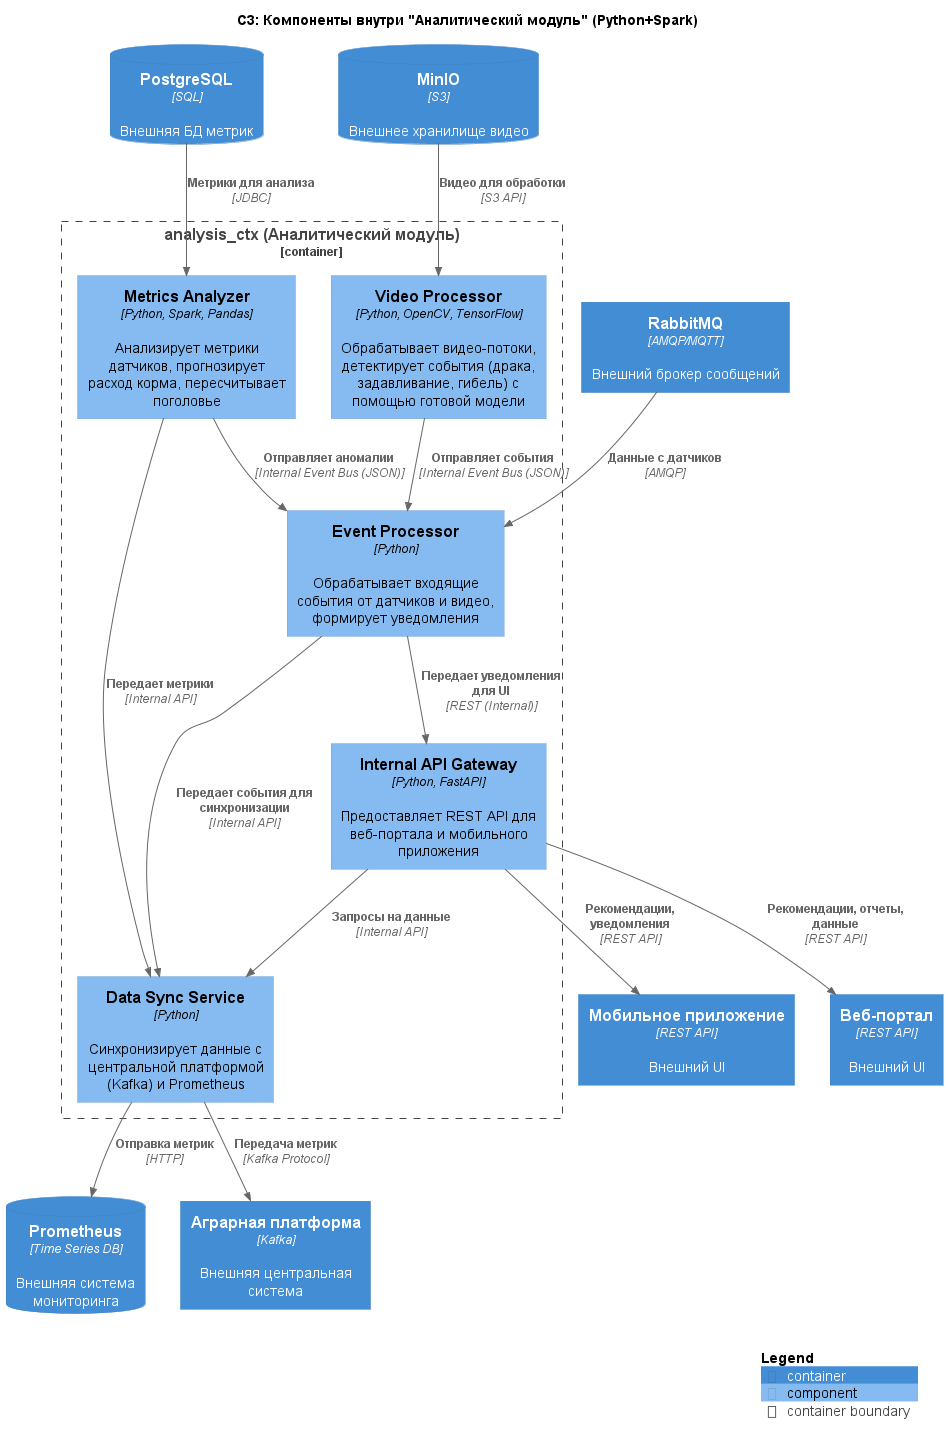 C3: Компоненты внутри "Аналитический модуль" (Python+Spark)
PostgreSQL
[SQL]
Внешняя БД метрик
MinIO
[S3]
Внешнее хранилище видео
Метрики для анализа
[JDBC]
Видео для обработки
[S3 API]
analysis_ctx (Аналитический модуль)
[container]
Metrics Analyzer
[Python, Spark, Pandas]
Анализирует метрики
датчиков, прогнозирует
расход корма, пересчитывает
поголовье
Video Processor
[Python, OpenCV, TensorFlow]
Обрабатывает видео-потоки,
детектирует события (драка,
задавливание, гибель) с
помощью готовой модели
RabbitMQ
[AMQP/MQTT]
Внешний брокер сообщений
Отправляет аномалии
[Internal Event Bus (JSON)]
Отправляет события
[Internal Event Bus (JSON)]
Данные с датчиков
[AMQP]
Event Processor
[Python]
Обрабатывает входящие
события от датчиков и видео,
формирует уведомления
Передает метрики
[Internal API]
Передает уведомления
для UI
[REST (Internal)]
Internal API Gateway
[Python, FastAPI]
Предоставляет REST API для
веб-портала и мобильного
приложения
Передает события для
синхронизации
[Internal API]
Запросы на данные
[Internal API]
Рекомендации,
уведомления
[REST API]
Рекомендации, отчеты,
данные
[REST API]
Data Sync Service
[Python]
Синхронизирует данные с
центральной платформой
(Kafka) и Prometheus
Мобильное приложение
[REST API]
Внешний UI
Веб-портал
[REST API]
Внешний UI
Отправка метрик
[HTTP]
Передача метрик
[Kafka Protocol]
Prometheus
[Time Series DB]
Внешняя система
мониторинга
Аграрная платформа
[Kafka]
Внешняя центральная
система
Legend
container
component
container boundary